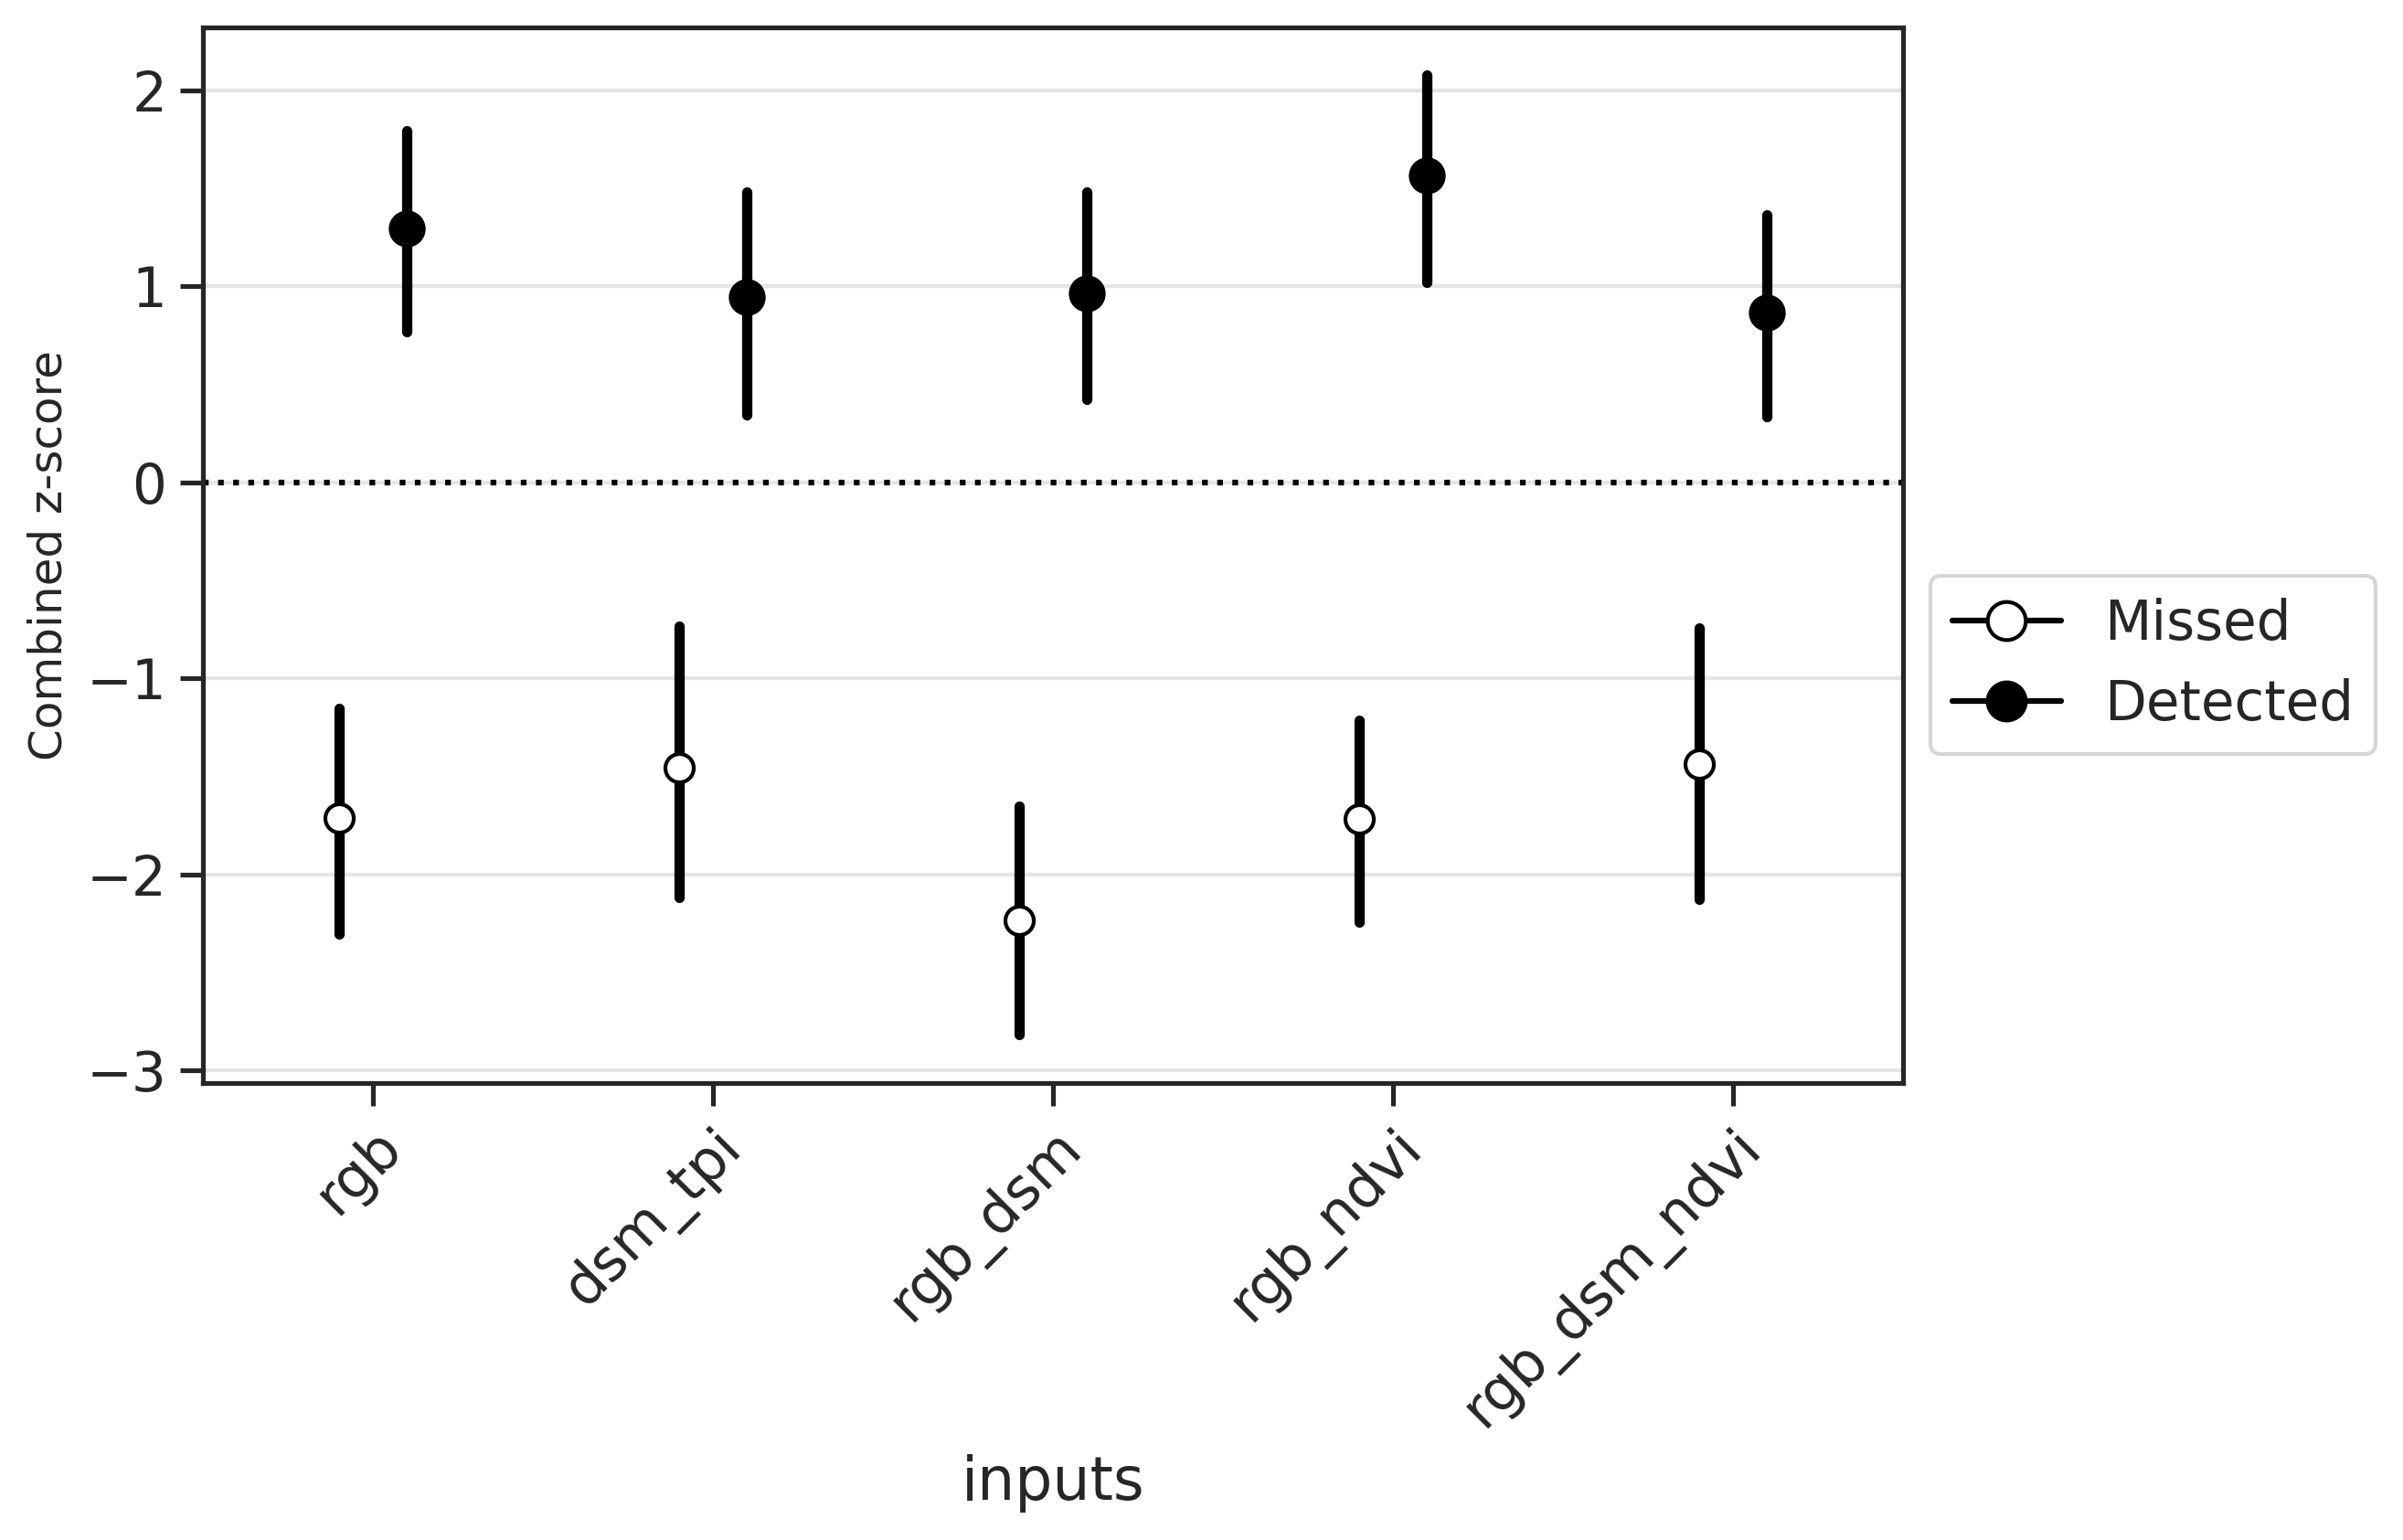 Combined z-score
2
1
0
−1
−2
−3
rgb
dsm_tpi
rgb_dsm
rgb_ndvi
rgb_dsm_ndvi
inputs
Missed
Detected